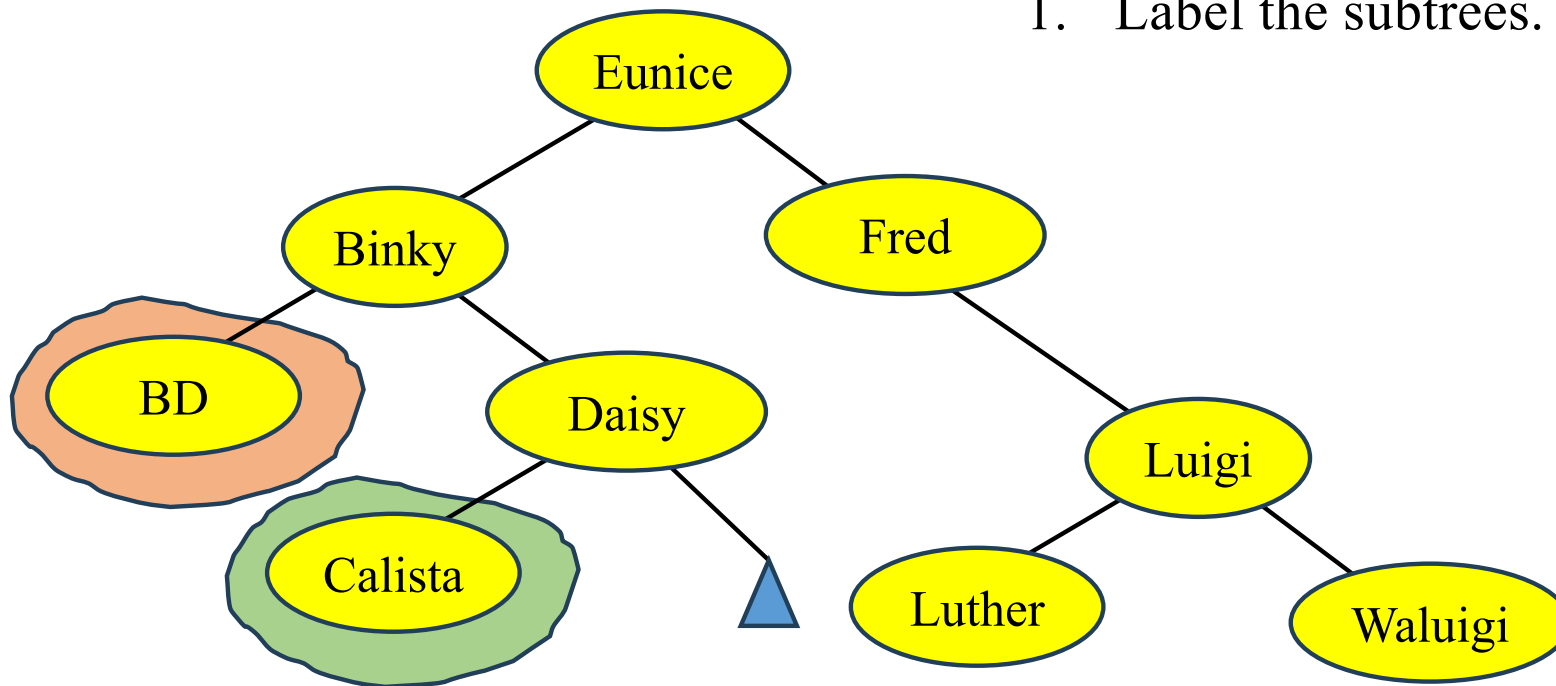 1. Label the subtrees.
Eunice
Binky
Fred
BD
Daisy
Luigi
Calista
Luther
Waluigi